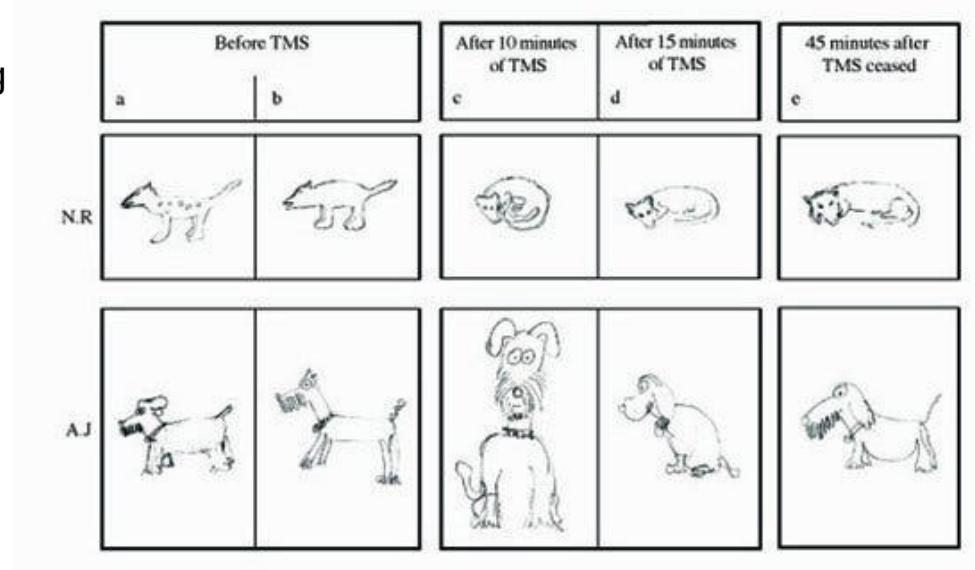 Before TMS
a
b
After 10 minutes
of TMS
c
After 15 minutes
of TMS
d
45 minutes after
TMS ceased
e
N.R
A.J